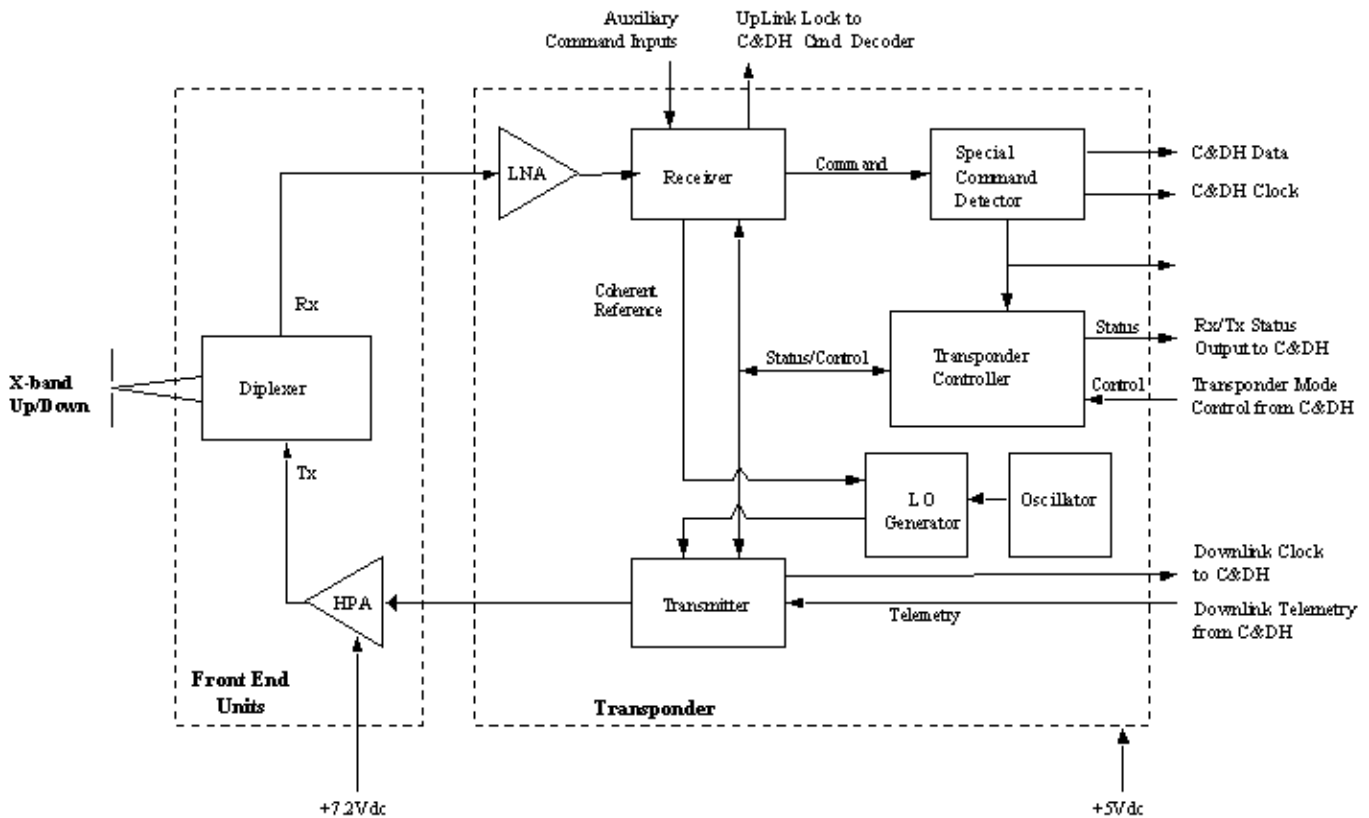 Auxiliary
Command Inputs
UpLink Lock to
C&DH Cmd Decoder
LNA
Receiver
Command
Special
Command
Detector
C&DH Data
C&DH Clock
Rx
Coherent
Reference
Status/Control
Transponder
Controller
Status
Rx/Tx Status
Output to C&DH
Control
Transponder Mode
Control from C&DH
X-band
Up/Down
Diplexer
Tx
LO
Generator
Oscillator
HPA
Transmitter
Telemetry
Downlink Clock
to C&DH
Downlink Telemetry
from C&DH
Front End
Units
Transponder
+7.2Vdc
+5Vdc